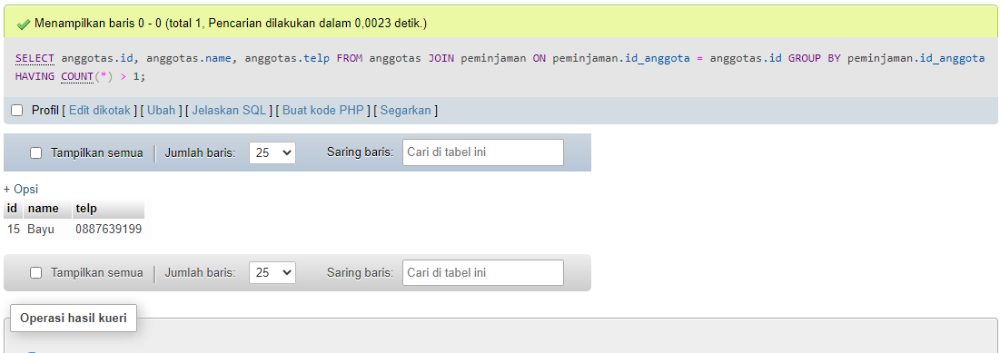 Menampilkan baris 0 - 0 (total 1, Pencarian dilakukan dalam 0,0023 detik.)
SELECT anggotas.id, anggotas.name, anggotas.telp FROM anggotas JOIN peminjaman ON peminjaman.id_anggota = anggotas.id GROUP BY peminjaman.id_anggota
HAVING COUNT(*) > 1;
Profil [ Edit dikotak ] [ Ubah ] [ Jelaskan SQL ] [ Buat kode PHP ] [ Segarkan ]
Tampilkan semua | Jumlah baris: 25 Saring baris: Cari di tabel ini
+ Opsi
id name telp
15 Bayu 0887639199
Tampilkan semua | Jumlah baris: 25 Saring baris: Cari di tabel ini
Operasi hasil kueri